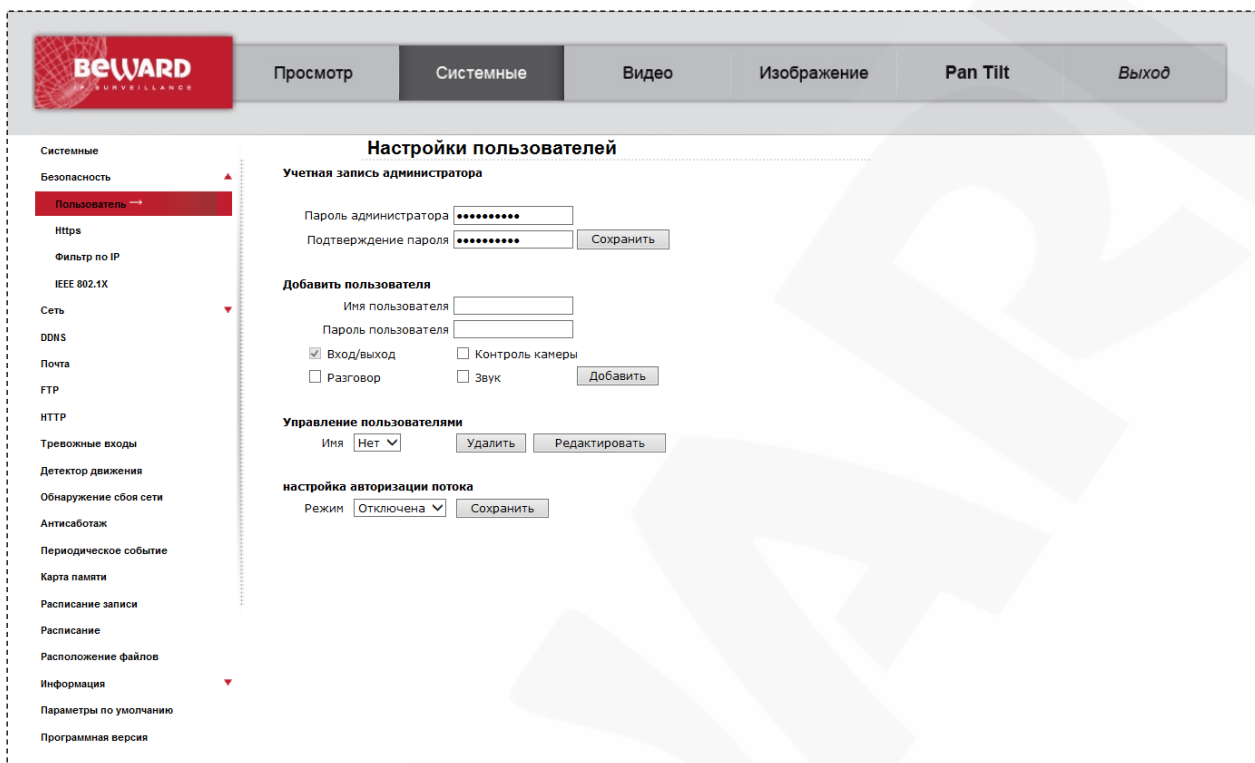 BEWARD
IP SURVEILLANCE
Просмотр
Системные
Видео
Изображение
Pan Tilt
Выход
Системные
Безопасность
Пользователь →
Https
Фильтр по IP
IEEE 802.1X
Сеть
DDNS
Почта
FTP
HTTP
Тревожные входы
Детектор движения
Обнаружение сбоя сети
Антисаботаж
Периодическое событие
Карта памяти
Расписание записи
Расписание
Расположение файлов
Информация
Параметры по умолчанию
Программная версия
Настройки пользователей
Учетная запись администратора
Пароль администратора ••••••••••
Подтверждение пароля •••••••••• Сохранить
Добавить пользователя
Имя пользователя
Пароль пользователя
Вход/выход Контроль камеры
Разговор Звук Добавить
Управление пользователями
Имя Нет Удалить Редактировать
настройка авторизации потока
Режим Отключена Сохранить